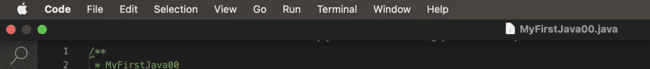 Code File Edit Selection View Go Run Terminal Window Help
MyFirstJava00.java
1 /**
2 * MyFirstJava00